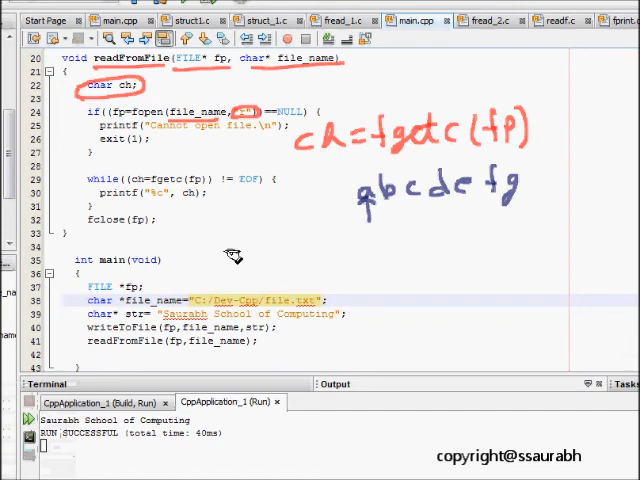 Start Page main.cpp struct1.c struct_1.c fread_1.c main.cpp fread_2.c readf.c fprint.c
20 void readFromFile(FILE* fp, char* file_name)
21 {
22 char ch;
23
24 if((fp=fopen(file_name,"r"))==NULL) {
25 printf("Cannot open file.\n");
26 exit(1);
27 }
28
29 while((ch=fgetc(fp)) != EOF) {
30 printf("%c", ch);
31 }
32 fclose(fp);
33 }
34
35 int main(void)
36 {
37 FILE *fp;
38 char *file_name="C:/Dev-Cpp/file.txt";
39 char* str= "Saurabh School of Computing";
40 writeToFile(fp,file_name,str);
41 readFromFile(fp,file_name);
42
43 }
ch=fgetc(fp)
abcdefg
Terminal Output Tasks
CppApplication_1 (Build, Run) CppApplication_1 (Run)
Saurabh School of Computing
RUN SUCCESSFUL (total time: 40ms)
copyright@ssaurabh